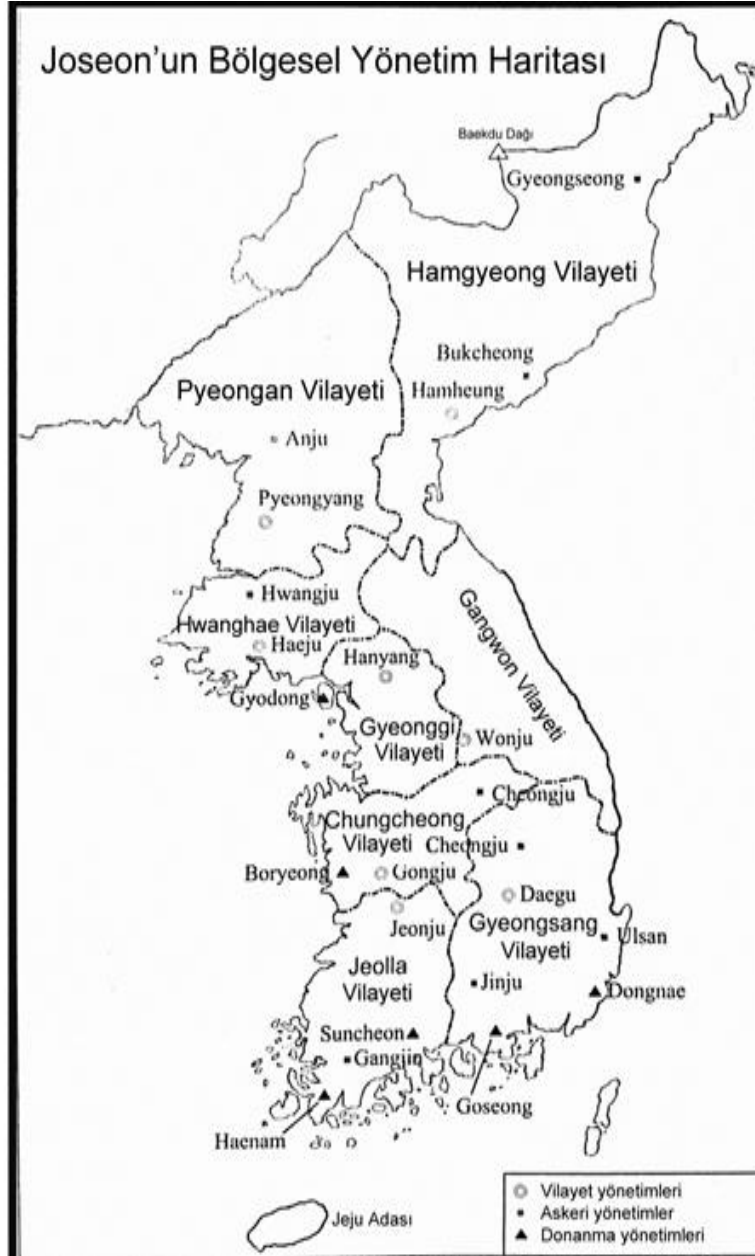 Joseon’un Bölgesel Yönetim Haritası
Baekdu Dağı
Gyeongseong
Hamgyeong Vilayeti
Bukcheong
Hamheung
Pyeongan Vilayeti
Anju
Pyeongyang
Hwangju
Hwanghae Vilayeti
Haeju
Gangwon Vilayeti
Hanyang
Gyodong
Gyeonggi
Vilayeti
Wonju
Cheongju
Chungcheong
Vilayeti
Cheongju
Boryeong
Gongju
Daegu
Jeonju
Gyeongsang
Vilayeti
Ulsan
Jeolla
Vilayeti
Jinju
Dongnae
Suncheon
Gangjin
Goseong
Haenam
Jeju Adası
Vilayet yönetimleri
Askeri yönetimler
Donanma yönetimleri